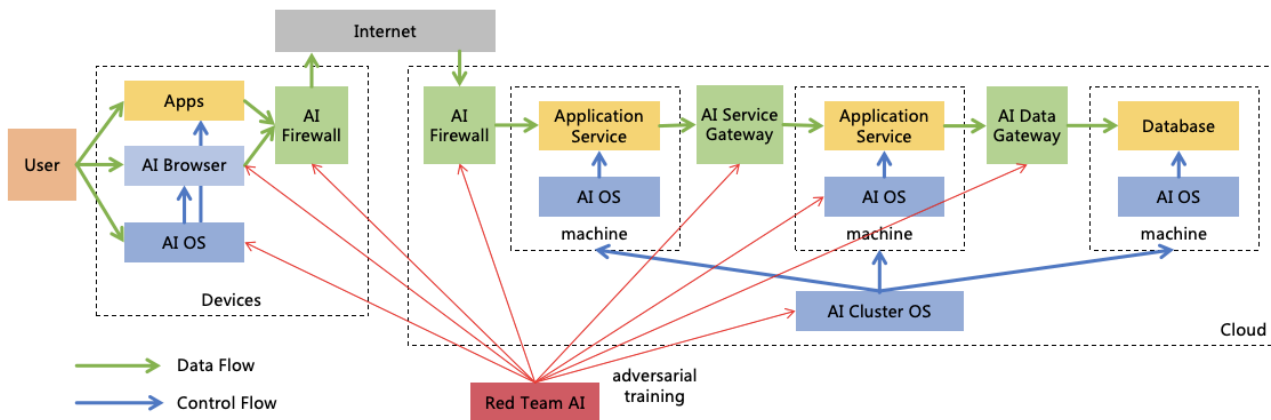 Internet
Apps
AI
Firewall
User
AI Browser
AI OS
Devices
AI
Firewall
Application
Service
AI OS
machine
AI Service
Gateway
Application
Service
AI OS
machine
AI Data
Gateway
Database
AI OS
machine
AI Cluster OS
Cloud
Data Flow
Control Flow
Red Team AI
adversarial
training